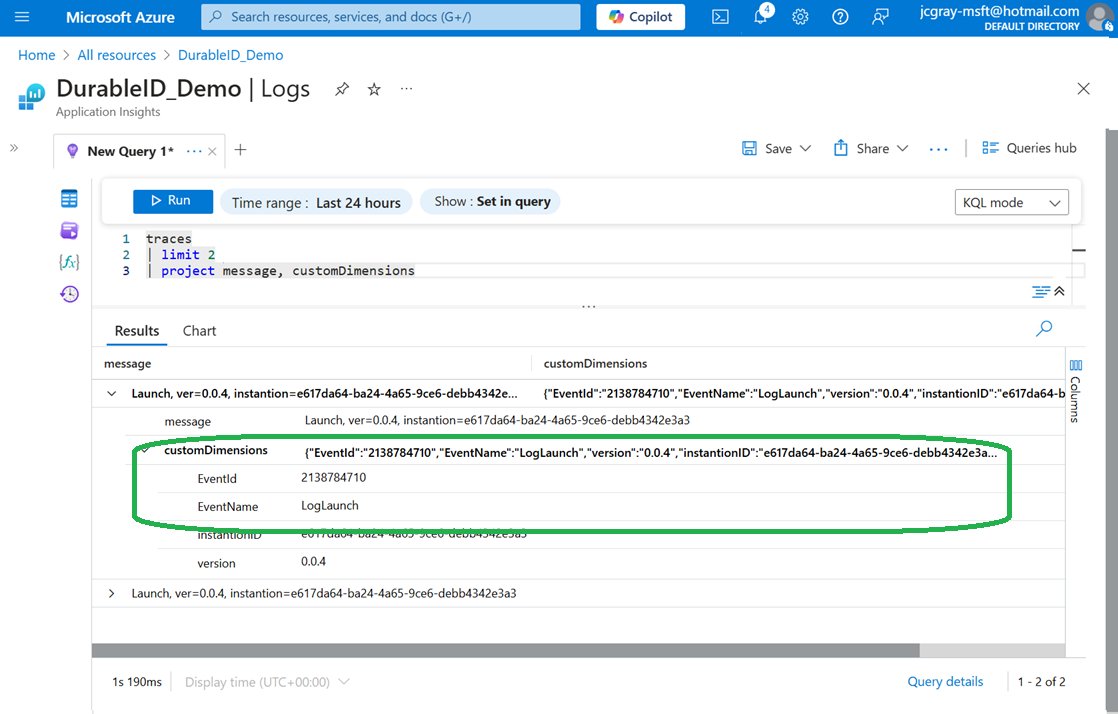 Microsoft Azure
Search resources, services, and docs (G+/)
Copilot
4
jcgray-msft@hotmail.com
DEFAULT DIRECTORY
Home > All resources > DurableID_Demo
DurableID_Demo | Logs
Application Insights
New Query 1*
Save
Share
Queries hub
Run
Time range : Last 24 hours
Show : Set in query
KQL mode
1 traces
2 | limit 2
3 | project message, customDimensions
Results Chart
message customDimensions
Launch, ver=0.0.4, instantion=e617da64-ba24-4a65-9ce6-debb4342e... {"EventId":"2138784710","EventName":"LogLaunch","version":"0.0.4","instantionID":"e617da64-b
Columns
message Launch, ver=0.0.4, instantion=e617da64-ba24-4a65-9ce6-debb4342e3a3
customDimensions {"EventId":"2138784710","EventName":"LogLaunch","version":"0.0.4","instantionID":"e617da64-ba24-4a65-9ce6-debb4342e3a...
EventId 2138784710
EventName LogLaunch
instantionID e617da64-ba24-4a65-9ce6-debb4342e3a3
version 0.0.4
Launch, ver=0.0.4, instantion=e617da64-ba24-4a65-9ce6-debb4342e3a3
1s 190ms
Display time (UTC+00:00)
Query details
1 - 2 of 2